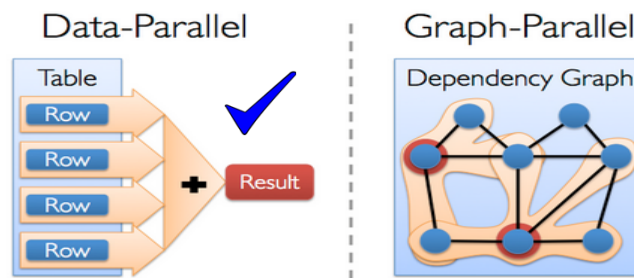 Data-Parallel
Table
Row
Row
Row
Row
+
Result
Graph-Parallel
Dependency Graph